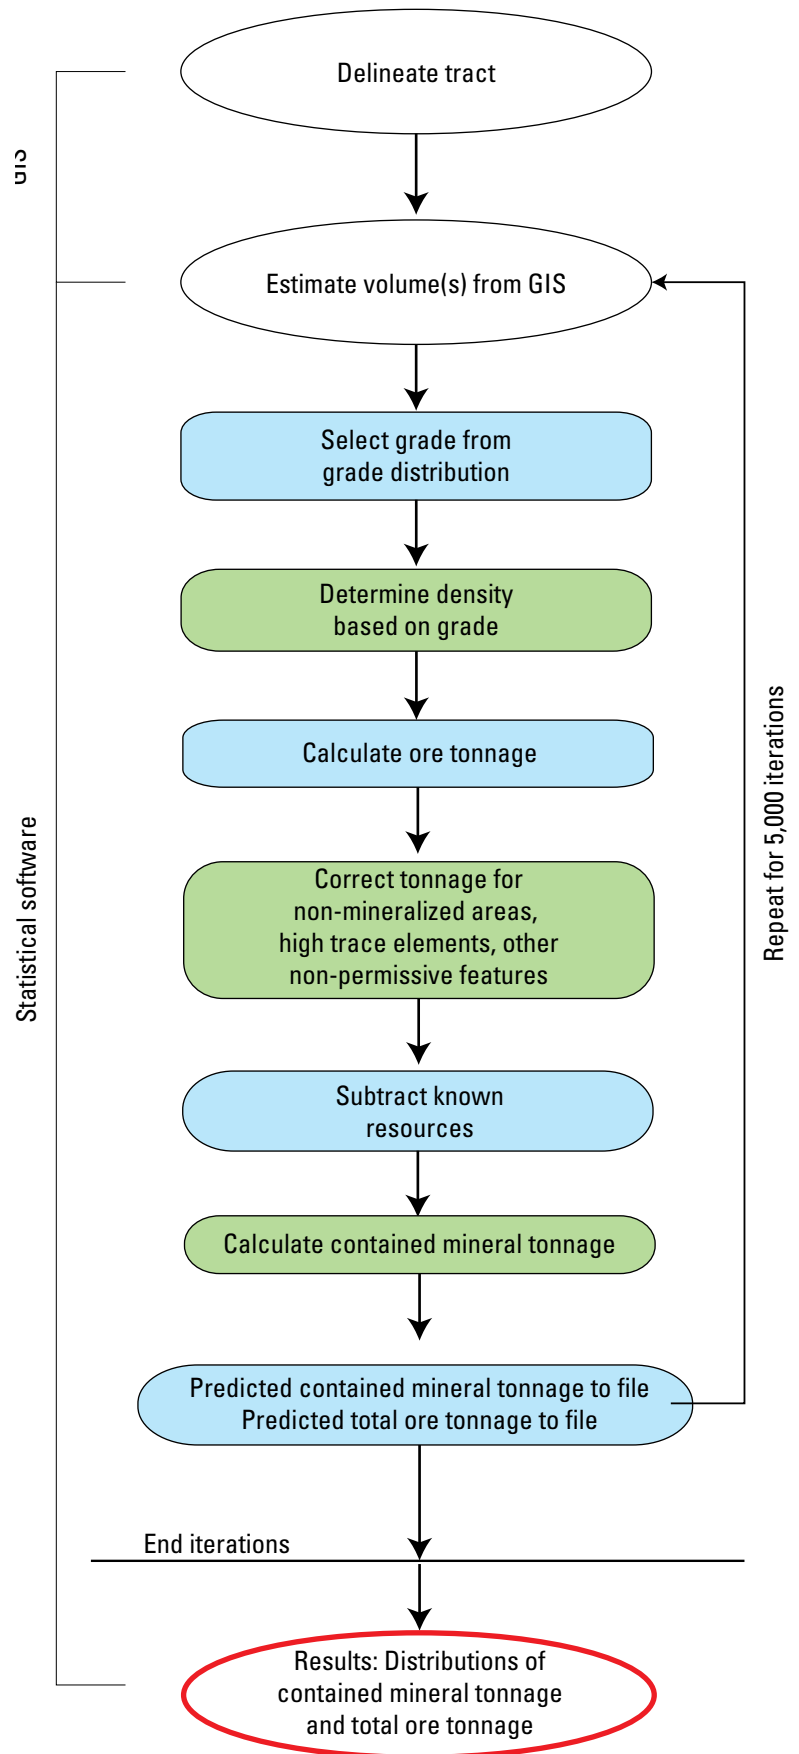 Delineate tract
GIS
Estimate volume(s) from GIS
Select grade from
grade distribution
Determine density
based on grade
Calculate ore tonnage
Correct tonnage for
non-mineralized areas,
high trace elements, other
non-permissive features
Subtract known
resources
Calculate contained mineral tonnage
Predicted contained mineral tonnage to file
Predicted total ore tonnage to file
Repeat for 5,000 iterations
Statistical software
End iterations
Results: Distributions of
contained mineral tonnage
and total ore tonnage